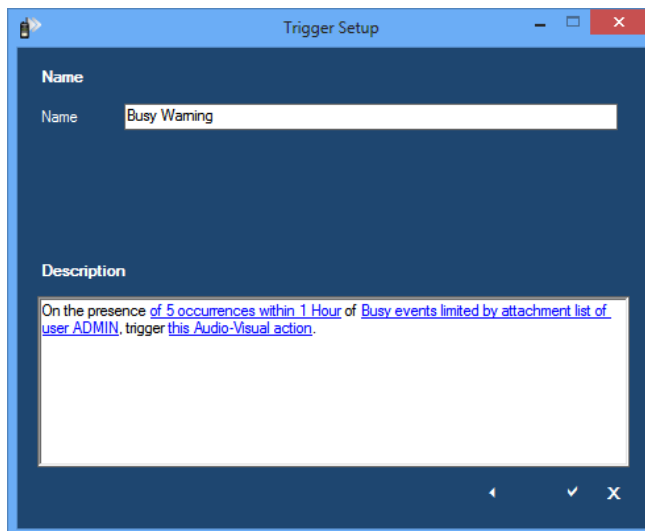 Trigger Setup
Name
Name Busy Warning
Description
On the presence of 5 occurrences within 1 Hour of Busy events limited by attachment list of
user ADMIN, trigger this Audio-Visual action.